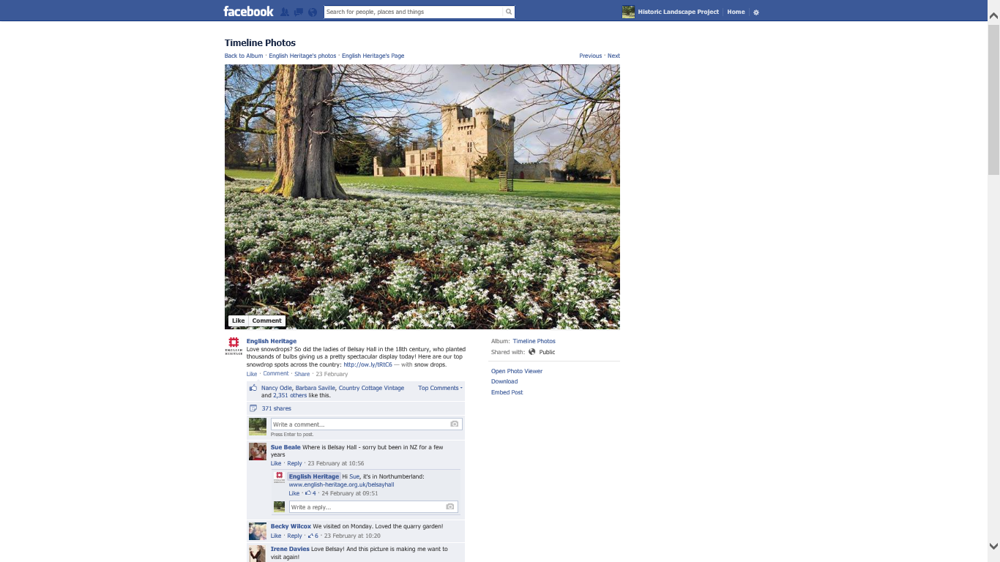 facebook
Search for people, places and things
Historic Landscape Project
Home
Timeline Photos
Back to Album · English Heritage's photos · English Heritage's Page
Previous · Next
Like Comment
ENGLISH HERITAGE
English Heritage
Love snowdrops? So did the ladies of Belsay Hall in the 18th century, who planted
thousands of bulbs giving us a pretty spectacular display today! Here are our top
snowdrop spots across the country: http://ow.ly/tRtC6 — with snow drops.
Like · Comment · Share · 23 February
Album: Timeline Photos
Shared with: Public
Open Photo Viewer
Download
Embed Post
Nancy Odle, Barbara Saville, Country Cottage Vintage
and 2,351 others like this.
Top Comments
371 shares
Write a comment...
Press Enter to post.
Sue Beale Where is Belsay Hall - sorry but been in NZ for a few
years
Like · Reply · 23 February at 10:56
English Heritage Hi Sue, it's in Northumberland:
www.english-heritage.org.uk/belsayhall
Like · 4 · 24 February at 09:51
Write a reply...
Becky Wilcox We visited on Monday. Loved the quarry garden!
Like · Reply · 6 · 23 February at 10:20
Irene Davies Love Belsay! And this picture is making me want to
visit again!